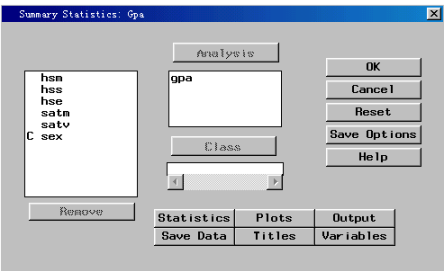 Summary Statistics: Gpa
Analysis
hsm
hss
hse
satm
satv
C sex
gpa
Class
Remove
OK
Cancel
Reset
Save Options
Help
Statistics Plots Output
Save Data Titles Variables